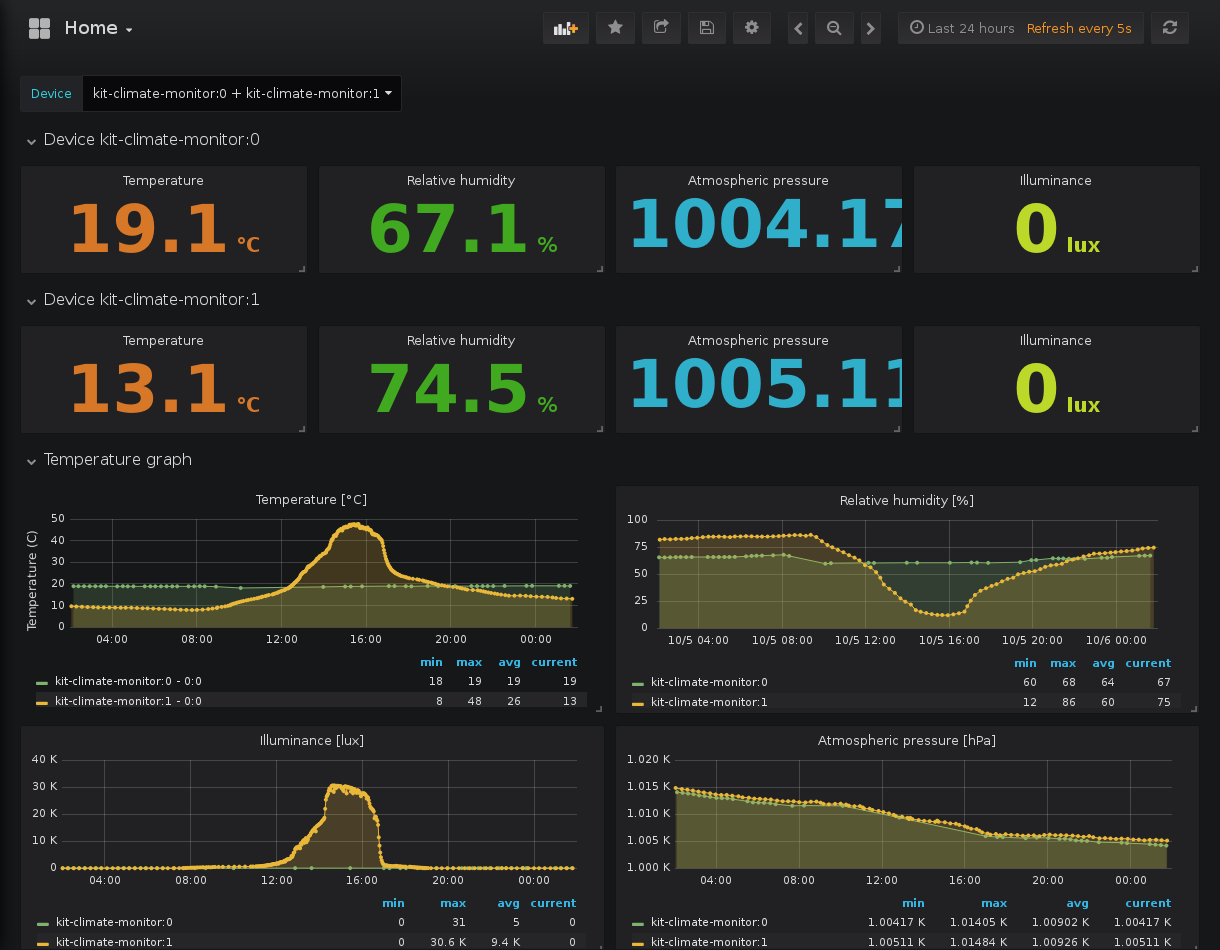 Home
Last 24 hours Refresh every 5s
Device kit-climate-monitor:0 + kit-climate-monitor:1
Device kit-climate-monitor:0
Temperature Relative humidity Atmospheric pressure Illuminance
19.1 °C 67.1 % 1004.17 0 lux
Device kit-climate-monitor:1
Temperature Relative humidity Atmospheric pressure Illuminance
13.1 °C 74.5 % 1005.11 0 lux
Temperature graph
Temperature [°C]
Temperature (C)
50
40
30
20
10
0
04:00 08:00 12:00 16:00 20:00 00:00
min max avg current
kit-climate-monitor:0 - 0:0 18 19 19 19
kit-climate-monitor:1 - 0:0 8 48 26 13
Relative humidity [%]
100
75
50
25
0
10/5 04:00 10/5 08:00 10/5 12:00 10/5 16:00 10/5 20:00 10/6 00:00
min max avg current
kit-climate-monitor:0 60 68 64 67
kit-climate-monitor:1 12 86 60 75
Illuminance [lux]
40 K
30 K
20 K
10 K
0
04:00 08:00 12:00 16:00 20:00 00:00
min max avg current
kit-climate-monitor:0 0 31 5 0
kit-climate-monitor:1 0 30.6 K 9.4 K 0
Atmospheric pressure [hPa]
1.020 K
1.015 K
1.010 K
1.005 K
1.000 K
04:00 08:00 12:00 16:00 20:00 00:00
min max avg current
kit-climate-monitor:0 1.00417 K 1.01405 K 1.00902 K 1.00417 K
kit-climate-monitor:1 1.00511 K 1.01484 K 1.00926 K 1.00511 K